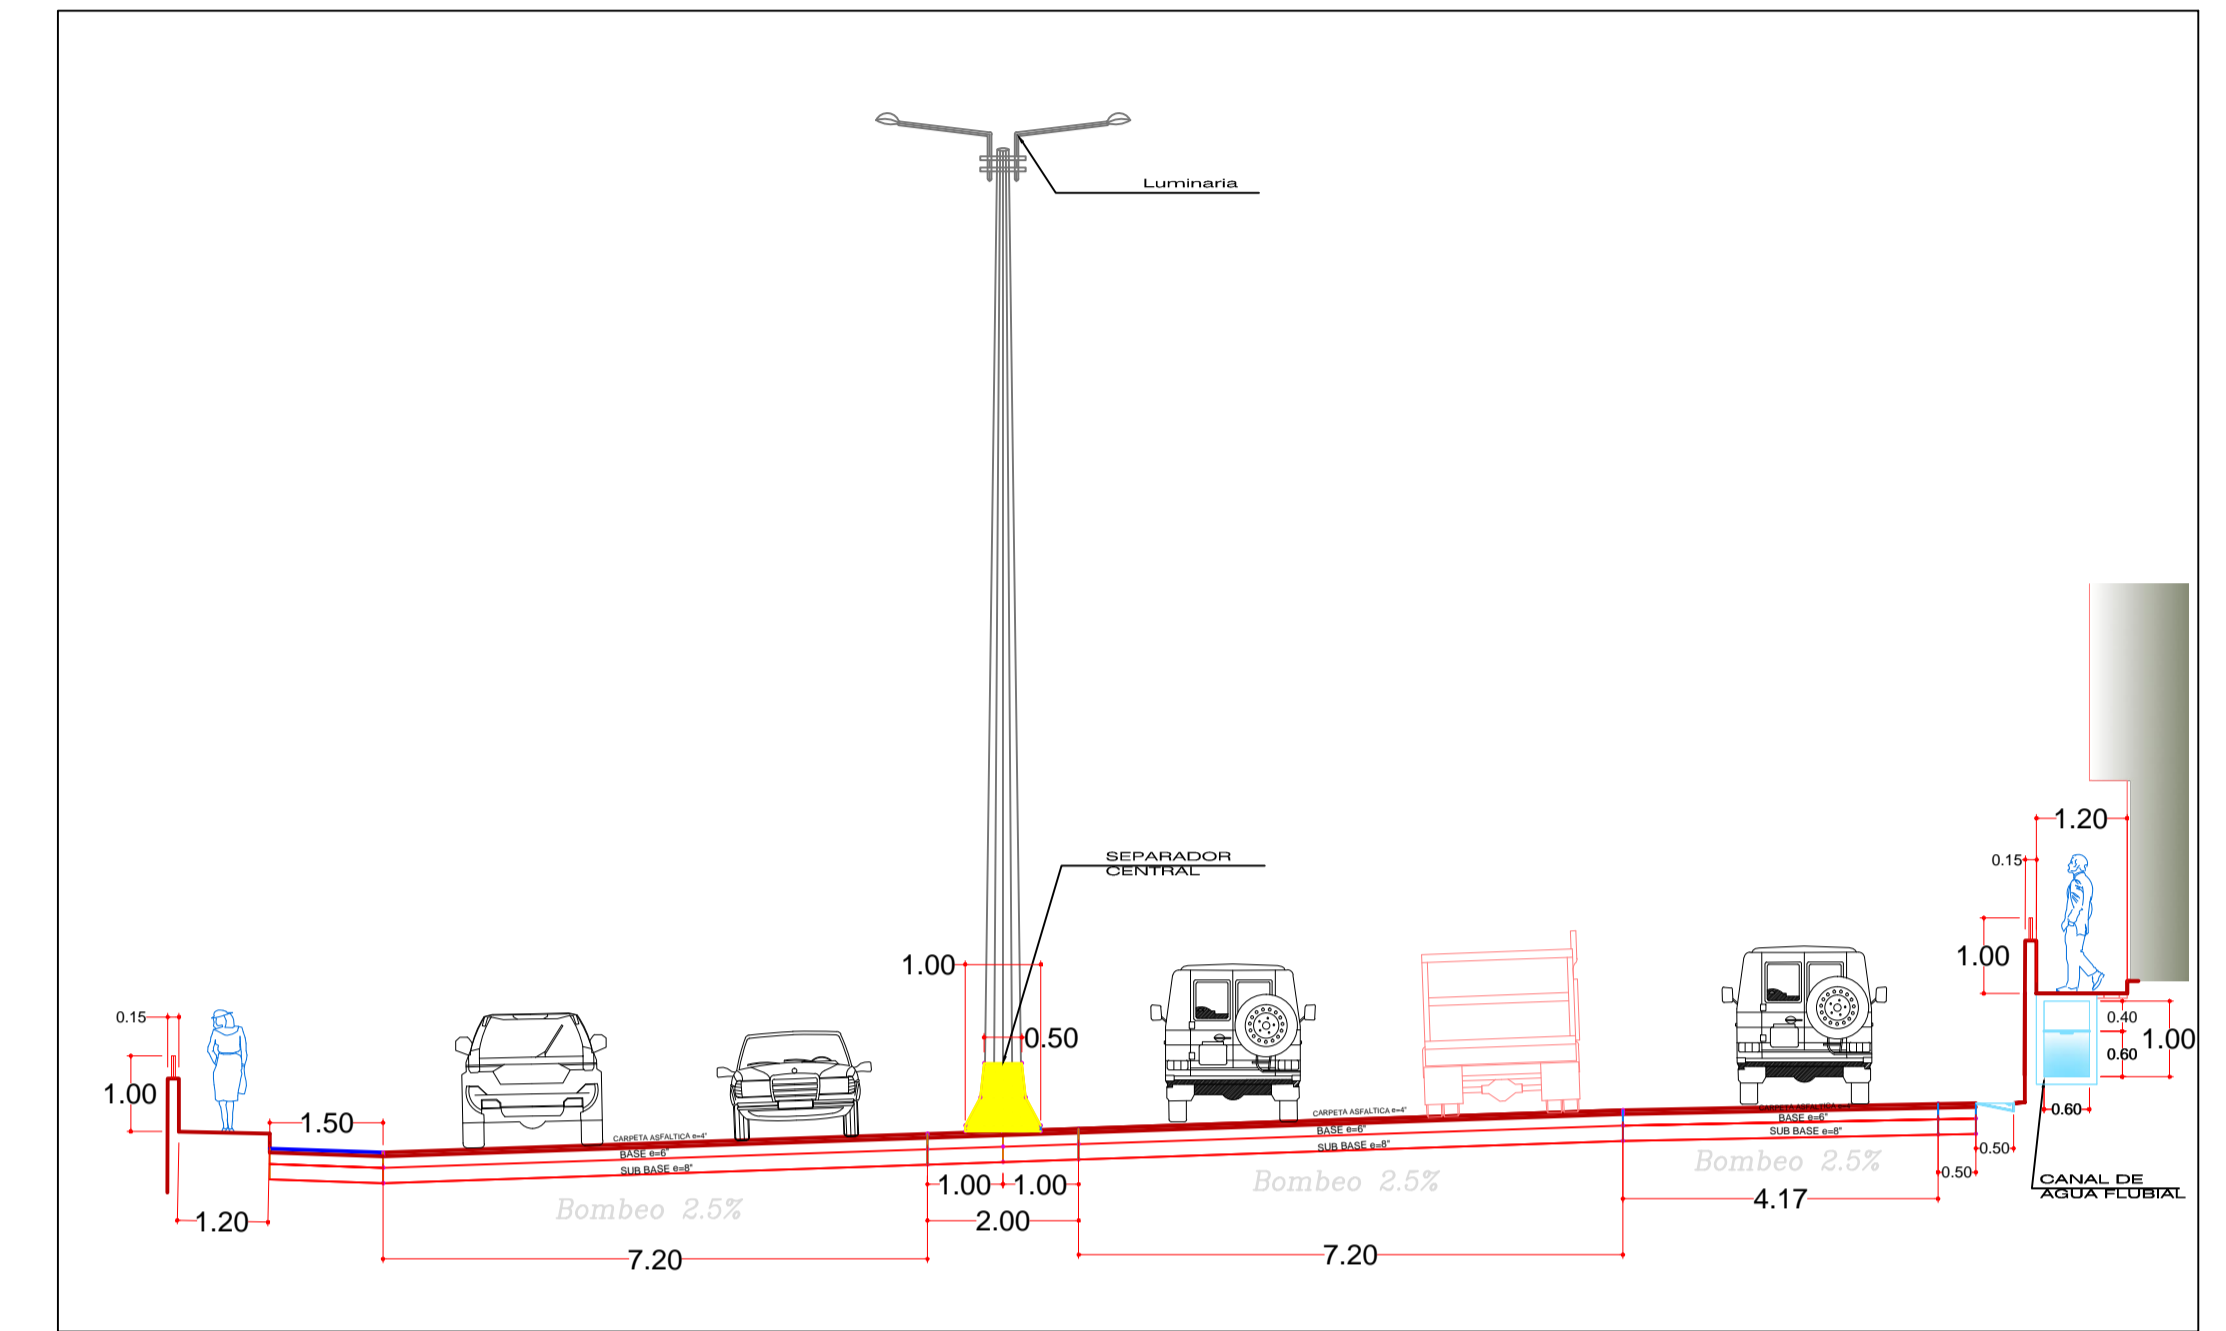 Luminaria
SEPARADOR
CENTRAL
1.20
0.15
1.00
1.00
0.50
0.15
1.00
1.50
0.40
0.60
1.00
0.60
CARPETA ASFALTICA e=4"
BASE e=6"
SUB BASE e=8"
CARPETA ASFALTICA e=4"
BASE e=6"
SUB BASE e=8"
CARPETA ASFALTICA e=4"
BASE e=6"
SUB BASE e=8"
0.50
0.50
CANAL DE
AGUA FLUBIAL
Bombeo 2.5%
Bombeo 2.5%
Bombeo 2.5%
1.20
1.00
1.00
2.00
4.17
7.20
7.20